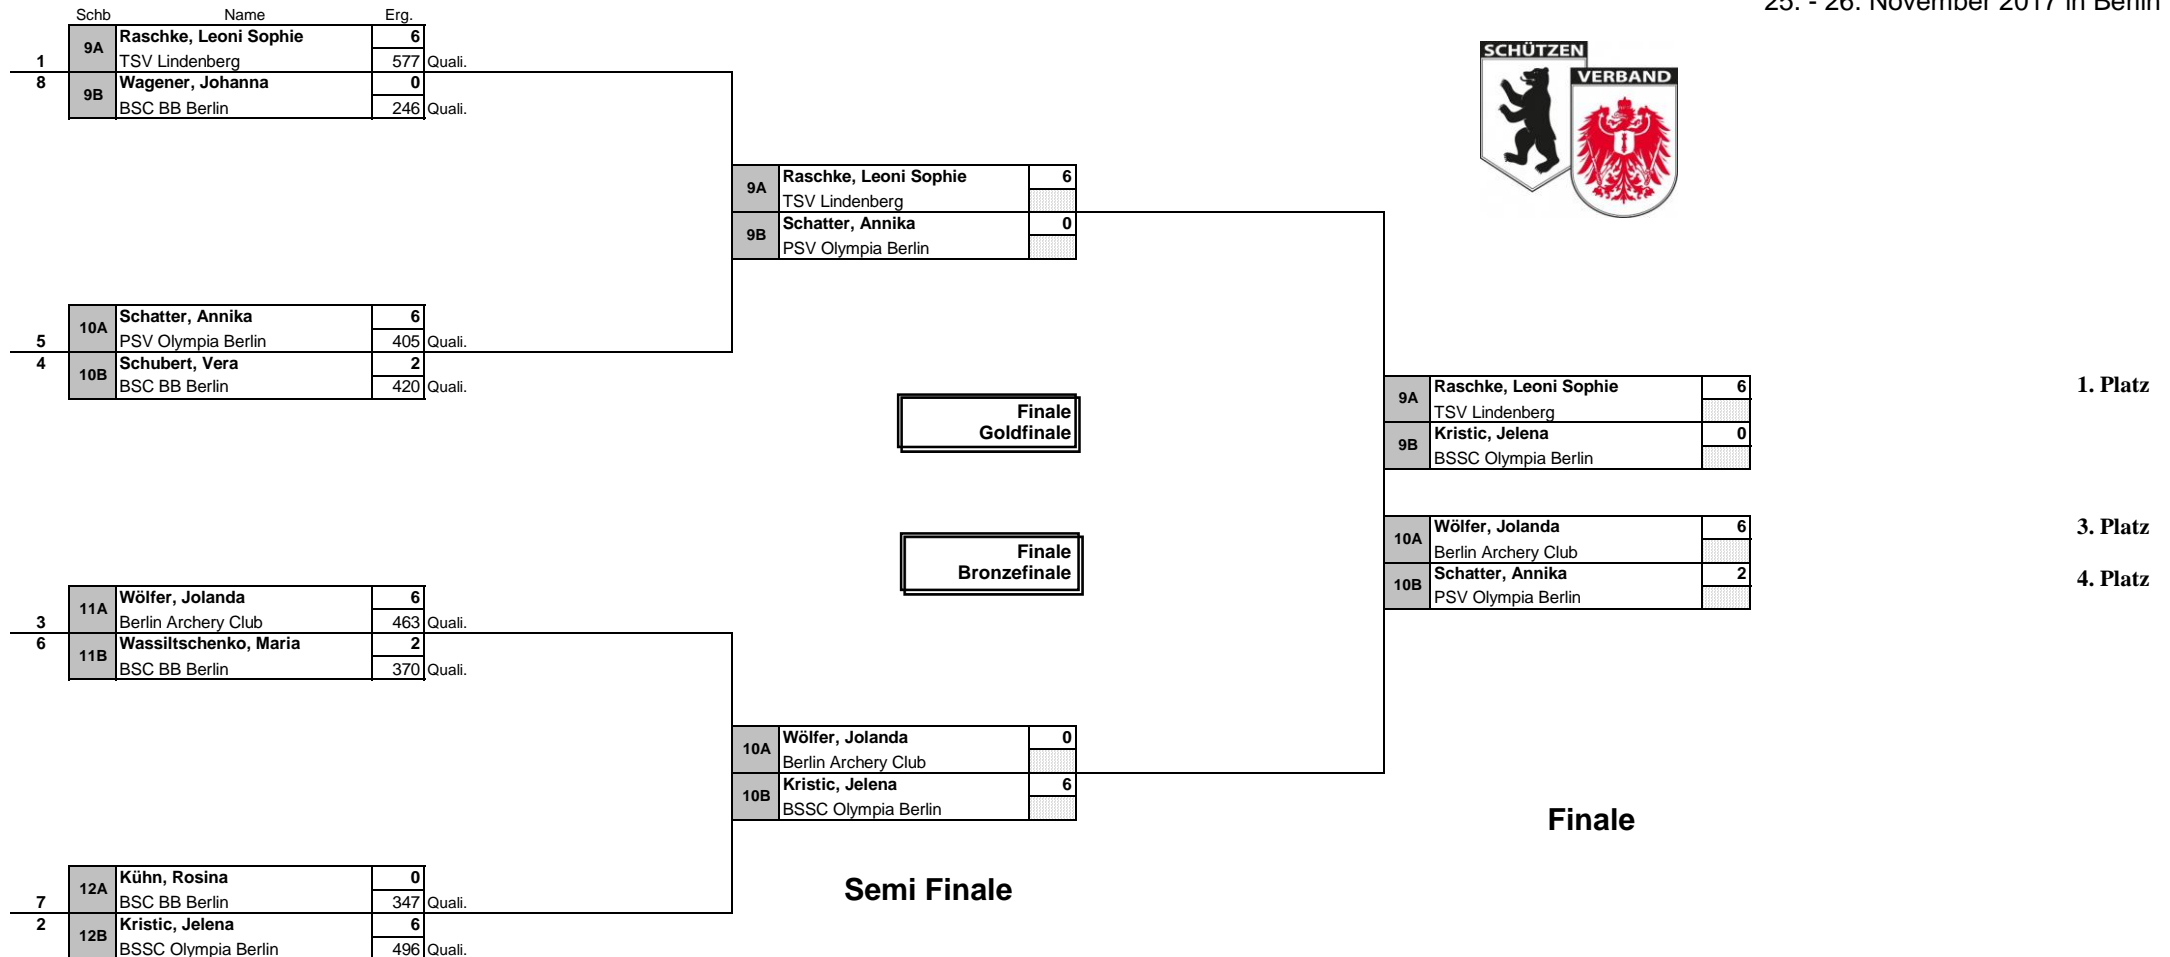 25. - 26. November 2017 in Berlin
Schb Name Erg.
9A Raschke, Leoni Sophie 6
1 TSV Lindenberg 577 Quali.
8 9B Wagener, Johanna 0
BSC BB Berlin 246 Quali.
SCHÜTZEN
VERBAND
9A Raschke, Leoni Sophie 6
TSV Lindenberg
9B Schatter, Annika 0
PSV Olympia Berlin
10A Schatter, Annika 6
5 PSV Olympia Berlin 405 Quali.
4 10B Schubert, Vera 2
BSC BB Berlin 420 Quali.
Finale
Goldfinale
9A Raschke, Leoni Sophie 6 1. Platz
TSV Lindenberg
9B Kristic, Jelena 0
BSSC Olympia Berlin
Finale
Bronzefinale
10A Wölfer, Jolanda 6 3. Platz
Berlin Archery Club
10B Schatter, Annika 2 4. Platz
PSV Olympia Berlin
11A Wölfer, Jolanda 6
3 Berlin Archery Club 463 Quali.
6 11B Wassiltschenko, Maria 2
BSC BB Berlin 370 Quali.
10A Wölfer, Jolanda 0
Berlin Archery Club
10B Kristic, Jelena 6
BSSC Olympia Berlin
Finale
Semi Finale
12A Kühn, Rosina 0
7 BSC BB Berlin 347 Quali.
2 12B Kristic, Jelena 6
BSSC Olympia Berlin 496 Quali.